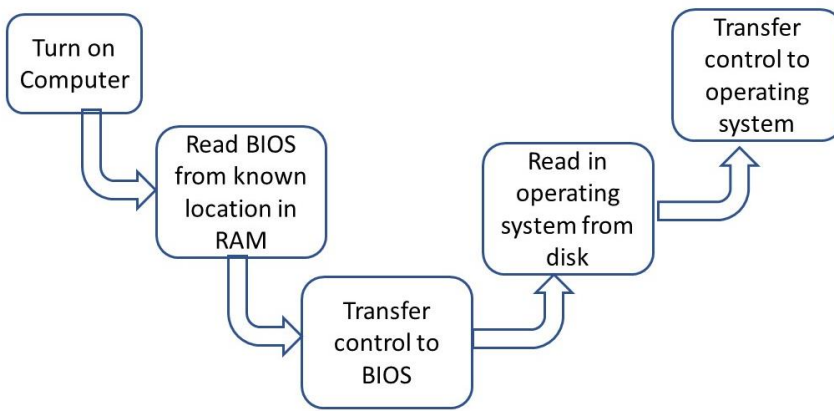 Turn on
Computer
Read BIOS
from known
location in
RAM
Transfer
control to
BIOS
Read in
operating
system from
disk
Transfer
control to
operating
system